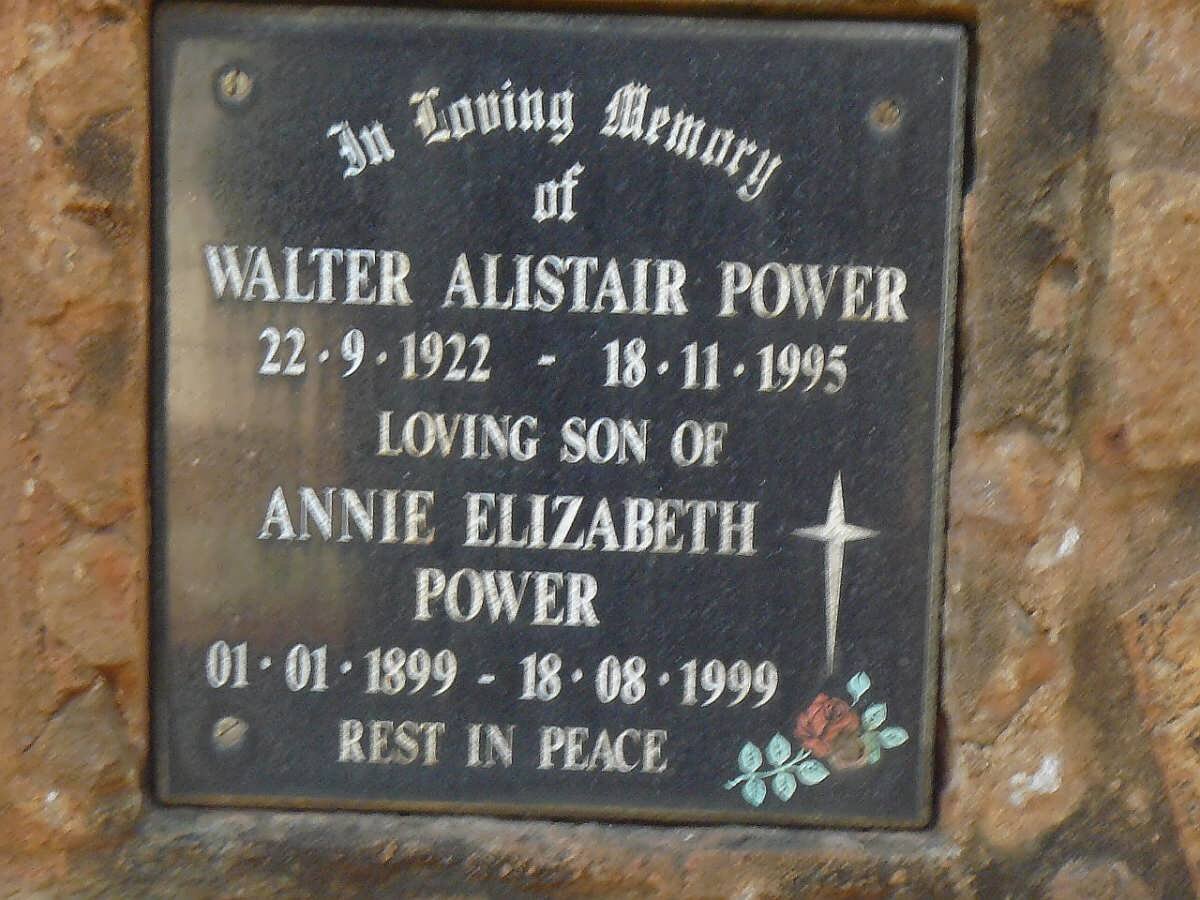 In Loving Memory
of
WALTER ALISTAIR POWER
22·9·1922 - 18·11·1995
LOVING SON OF
ANNIE ELIZABETH
POWER
01·01·1899 - 18·08·1999
REST IN PEACE